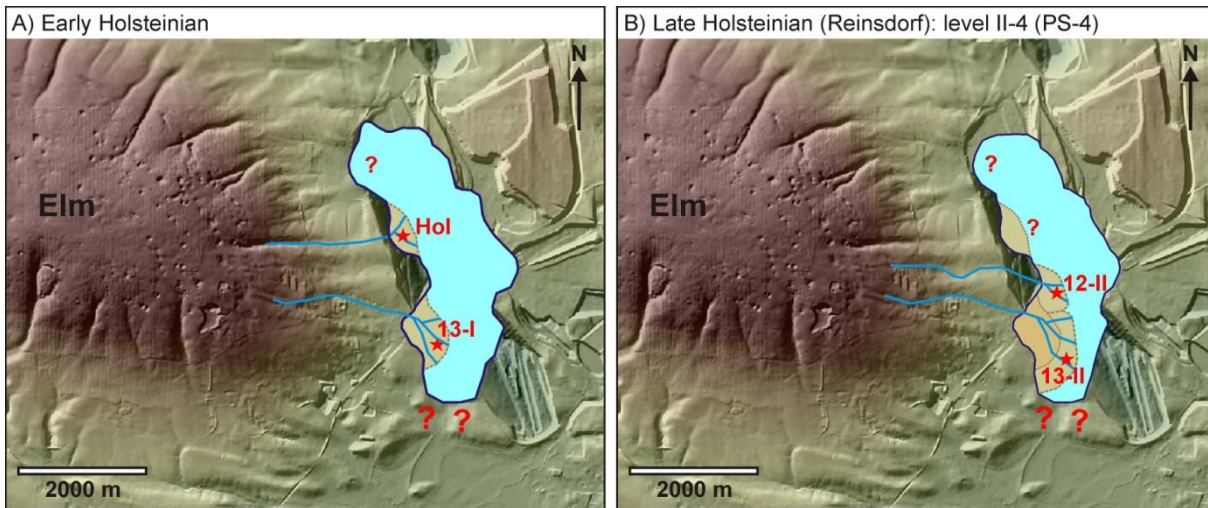 A) Early Holsteinian
N
Elm
?
Hol
13-I
? ?
2000 m
B) Late Holsteinian (Reinsdorf): level II-4 (PS-4)
N
Elm
?
?
12-II
13-II
? ?
2000 m